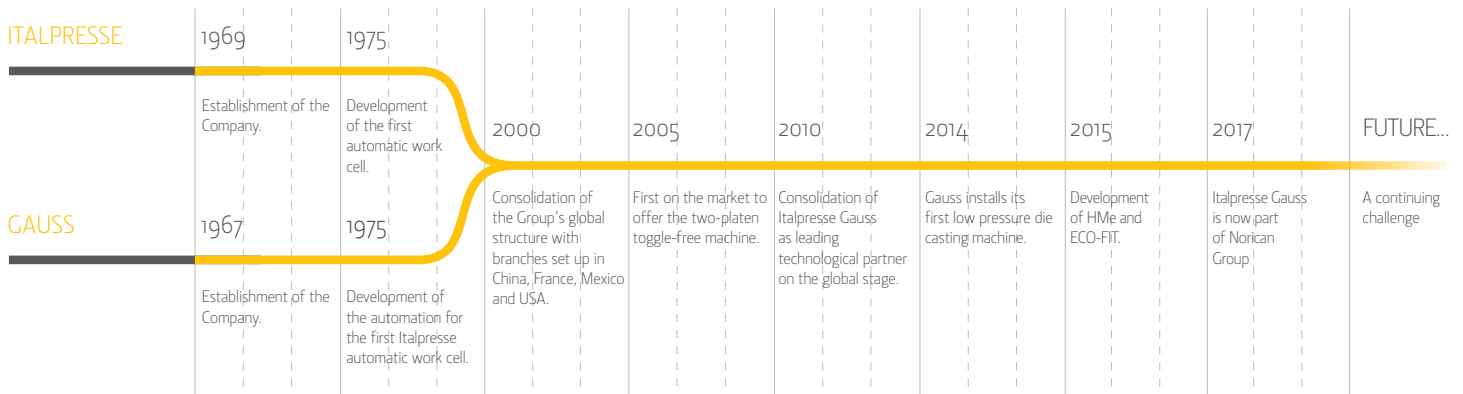 ITALPRESSE
1969
Establishment of the
Company.
1975
Development
of the first
automatic work
cell.
GAUSS
1967
Establishment of the
Company.
1975
Development of
the automation for
the first Italpresse
automatic work cell.
2000
Consolidation of
the Group's global
structure with
branches set up in
China, France, Mexico
and USA.
2005
First on the market to
offer the two-platen
toggle-free machine.
2010
Consolidation of
Italpresse Gauss
as leading
technological partner
on the global stage.
2014
Gauss installs its
first low pressure die
casting machine.
2015
Development
of HMe and
ECO-FIT.
2017
Italpresse Gauss
is now part
of Norican
Group
FUTURE...
A continuing
challenge